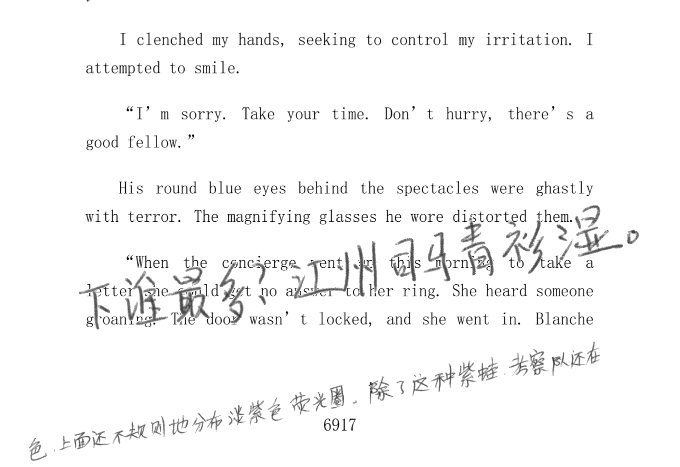 I clenched my hands, seeking to control my irritation. I
attempted to smile.
“I’m sorry. Take your time. Don’t hurry, there’s a
good fellow.”
His round blue eyes behind the spectacles were ghastly
with terror. The magnifying glasses he wore distorted them.
“When the concierge went up this morning to take a
letter she could get no answer to her ring. She heard someone
groaning. The door wasn’t locked, and she went in. Blanche
下谁最多?江州司马青衫湿。
色,上面还不规则地分布淡紫色荧光圈。除了这种紫蛙,考察队还在
6917